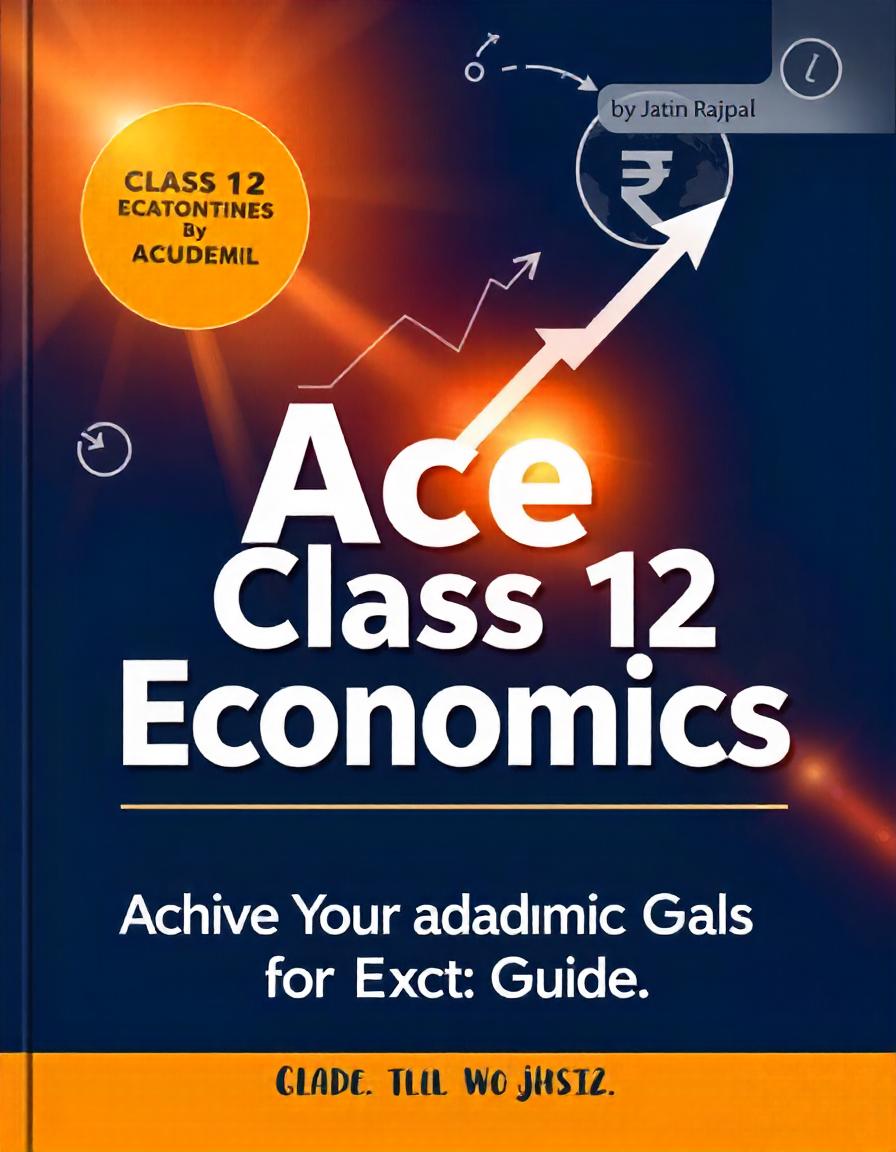 by Jatin Rajpal
CLASS 12
ECATONTINES
By
ACUDEMIL
₹
Ace
Class 12
Economics
Achive Your adadımic Gals
for Exct: Guide.
GLADE. TLIL WO JHSTZ.